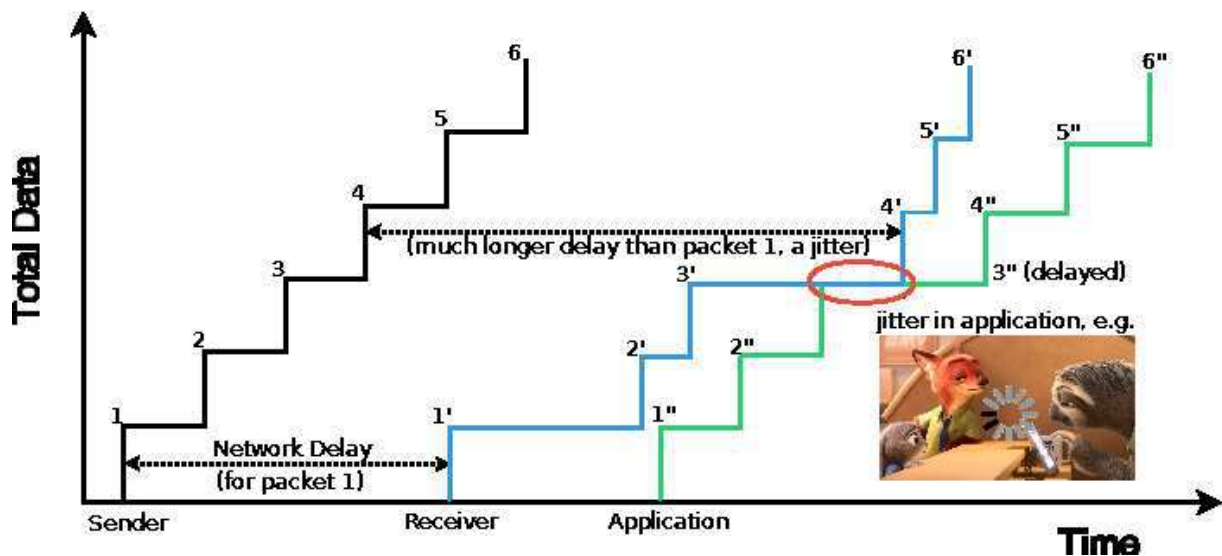 6
6'
6"
5
5'
5"
4
4'
4"
(much longer delay than packet 1, a jitter)
3
3'
3" (delayed)
jitter in application, e.g.
2
2'
2"
1
1'
1"
Network Delay
(for packet 1)
Total Data
Sender
Receiver
Application
Time